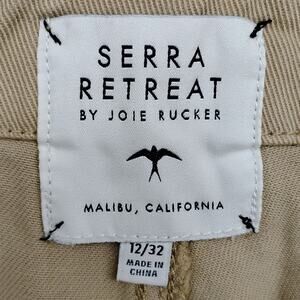 SERRA
RETREAT
BY JOIE RUCKER
MALIBU, CALIFORNIA
12/32
MADE IN
CHINA